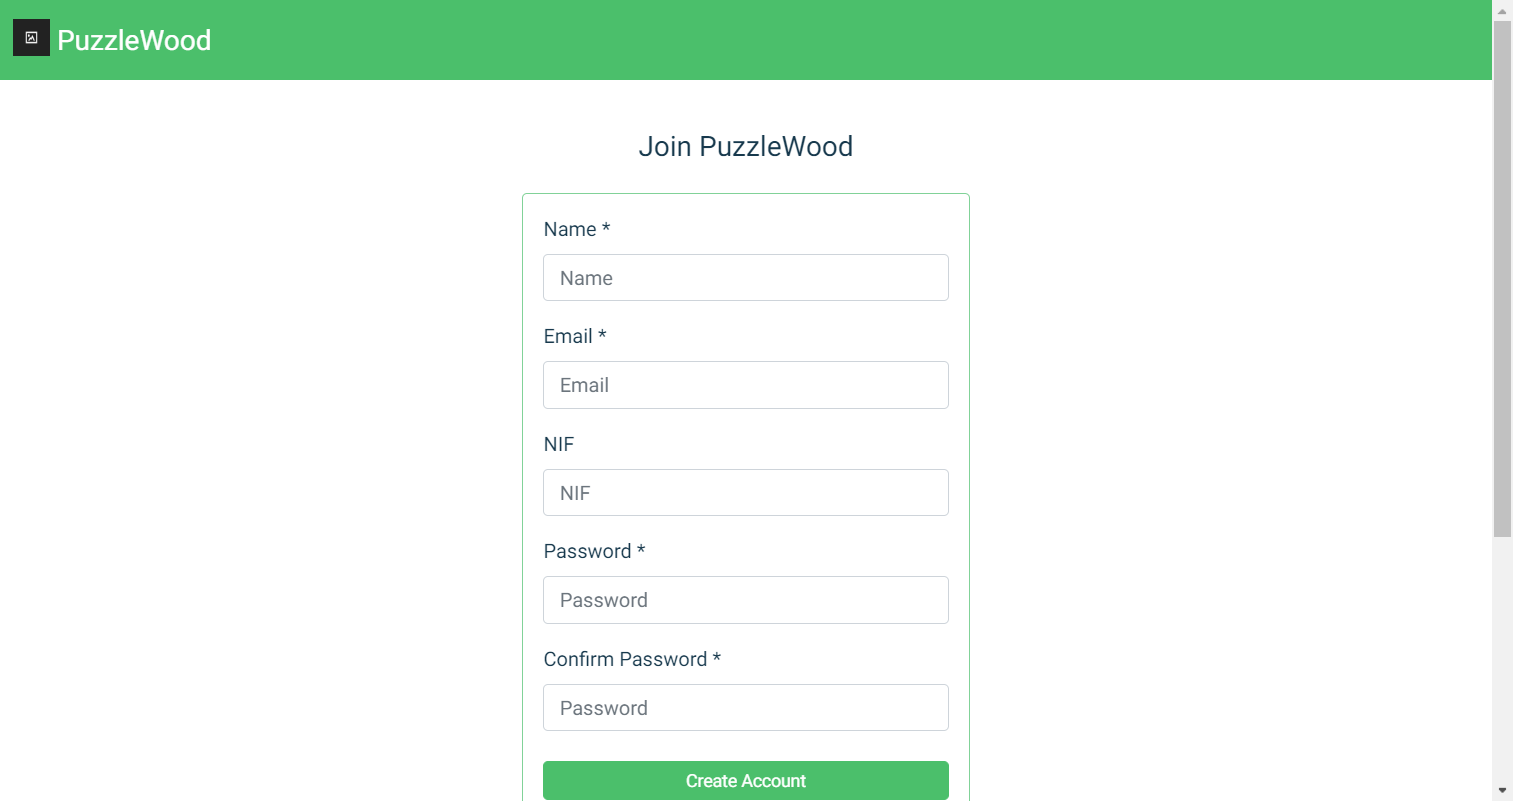 PuzzleWood
Join PuzzleWood
Name *
Name
Email *
Email
NIF
NIF
Password *
Password
Confirm Password *
Password
Create Account